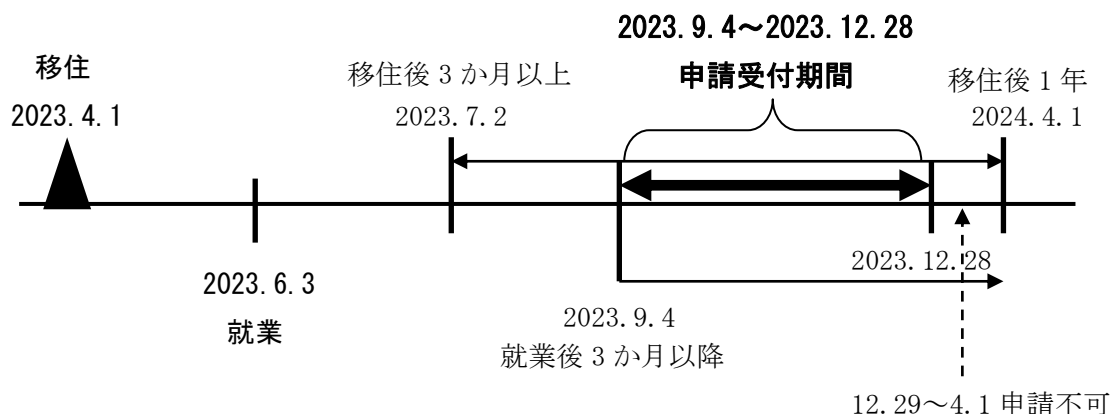 2023.9.4～2023.12.28
申請受付期間
移住
2023.4.1
移住後3か月以上
2023.7.2
移住後1年
2024.4.1
2023.6.3
就業
2023.12.28
2023.9.4
就業後3か月以降
12.29～4.1 申請不可